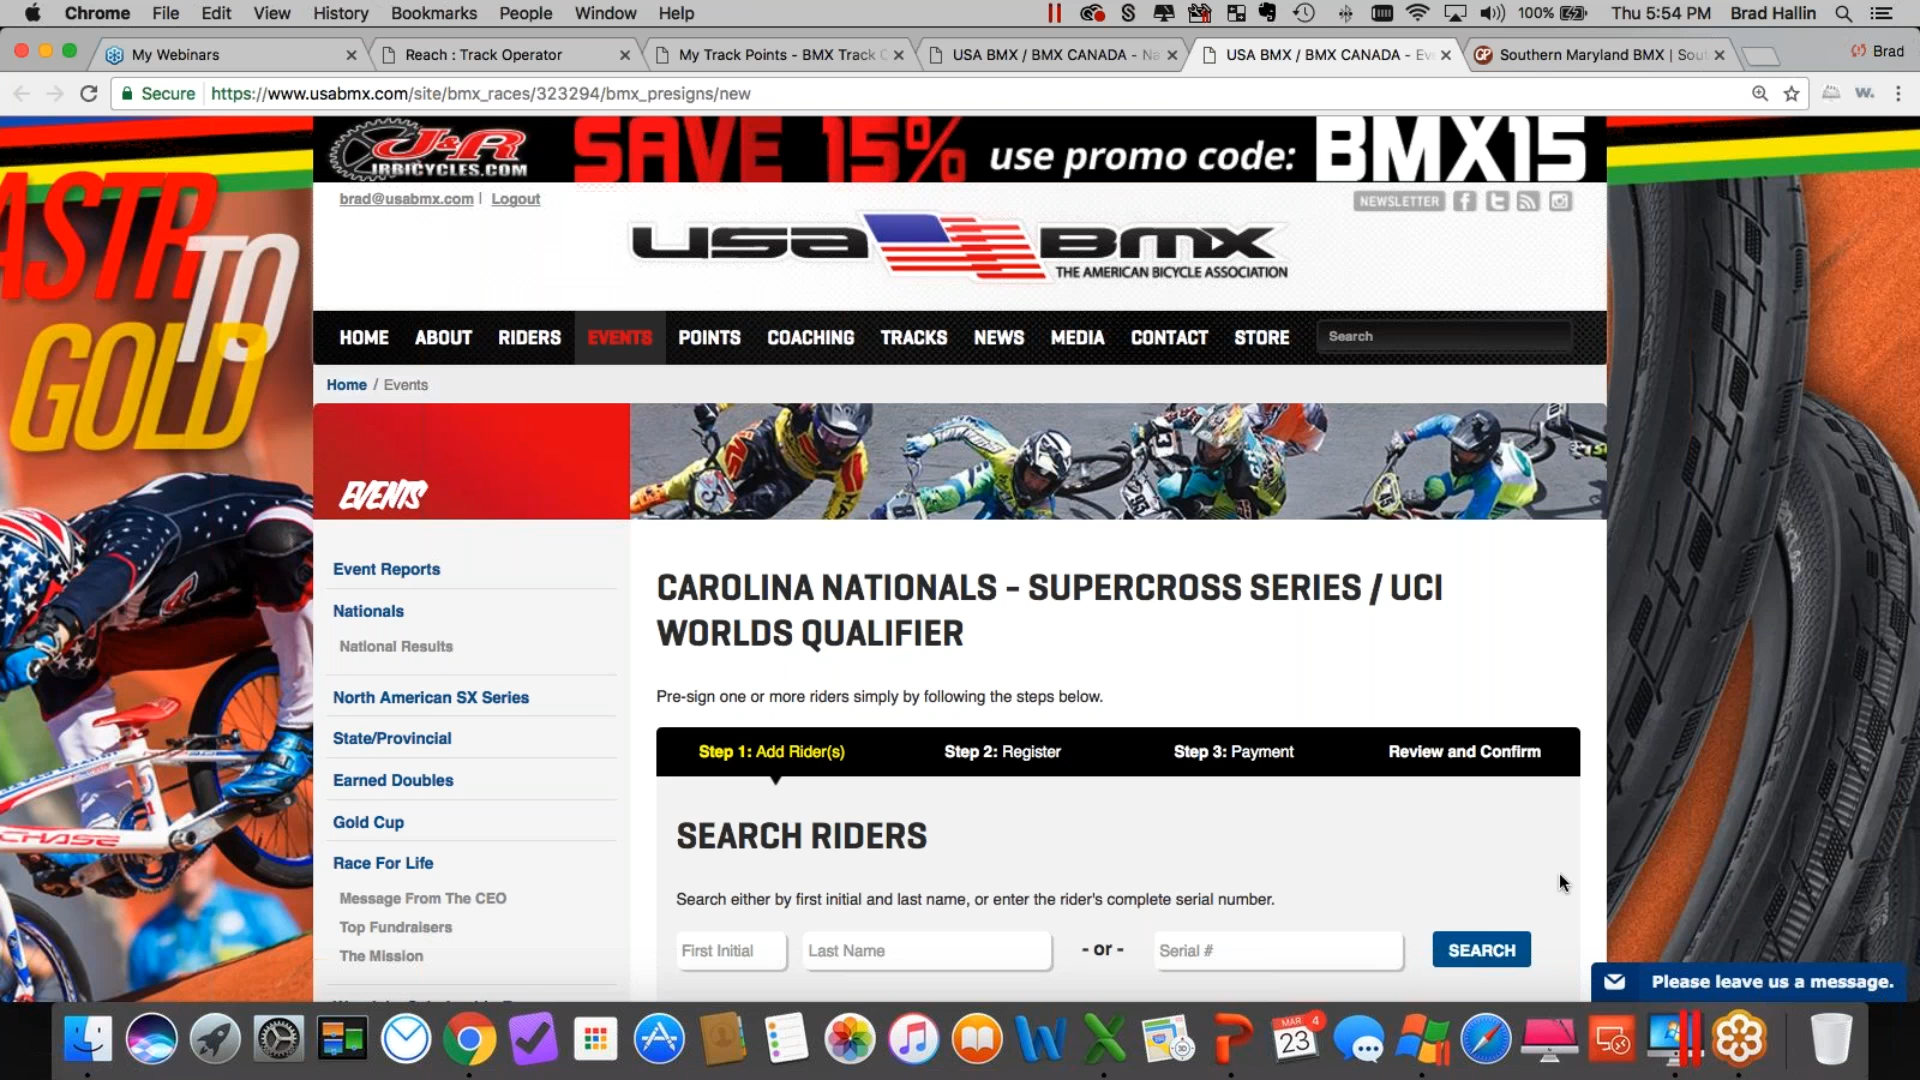 Chrome File Edit View History Bookmarks People Window Help
100% Thu 5:54 PM Brad Hallin
My Webinars
Reach : Track Operator
My Track Points - BMX Track
USA BMX / BMX CANADA - Na
USA BMX / BMX CANADA - Ev
Southern Maryland BMX | Sout
Brad
Secure https://www.usabmx.com/site/bmx_races/323294/bmx_presigns/new
J&R
JRBICYCLES.COM
SAVE 15% use promo code: BMX15
brad@usabmx.com | Logout
NEWSLETTER
USA BMX
THE AMERICAN BICYCLE ASSOCIATION
TO
GOLD
HOME ABOUT RIDERS EVENTS POINTS COACHING TRACKS NEWS MEDIA CONTACT STORE Search
Home / Events
EVENTS
Event Reports
Nationals
National Results
North American SX Series
State/Provincial
Earned Doubles
Gold Cup
Race For Life
Message From The CEO
Top Fundraisers
The Mission
CHASE
CAROLINA NATIONALS - SUPERCROSS SERIES / UCI
WORLDS QUALIFIER
Pre-sign one or more riders simply by following the steps below.
Step 1: Add Rider(s) Step 2: Register Step 3: Payment Review and Confirm
SEARCH RIDERS
Search either by first initial and last name, or enter the rider's complete serial number.
First Initial Last Name - or - Serial # SEARCH
Please leave us a message.
MAR 4
23